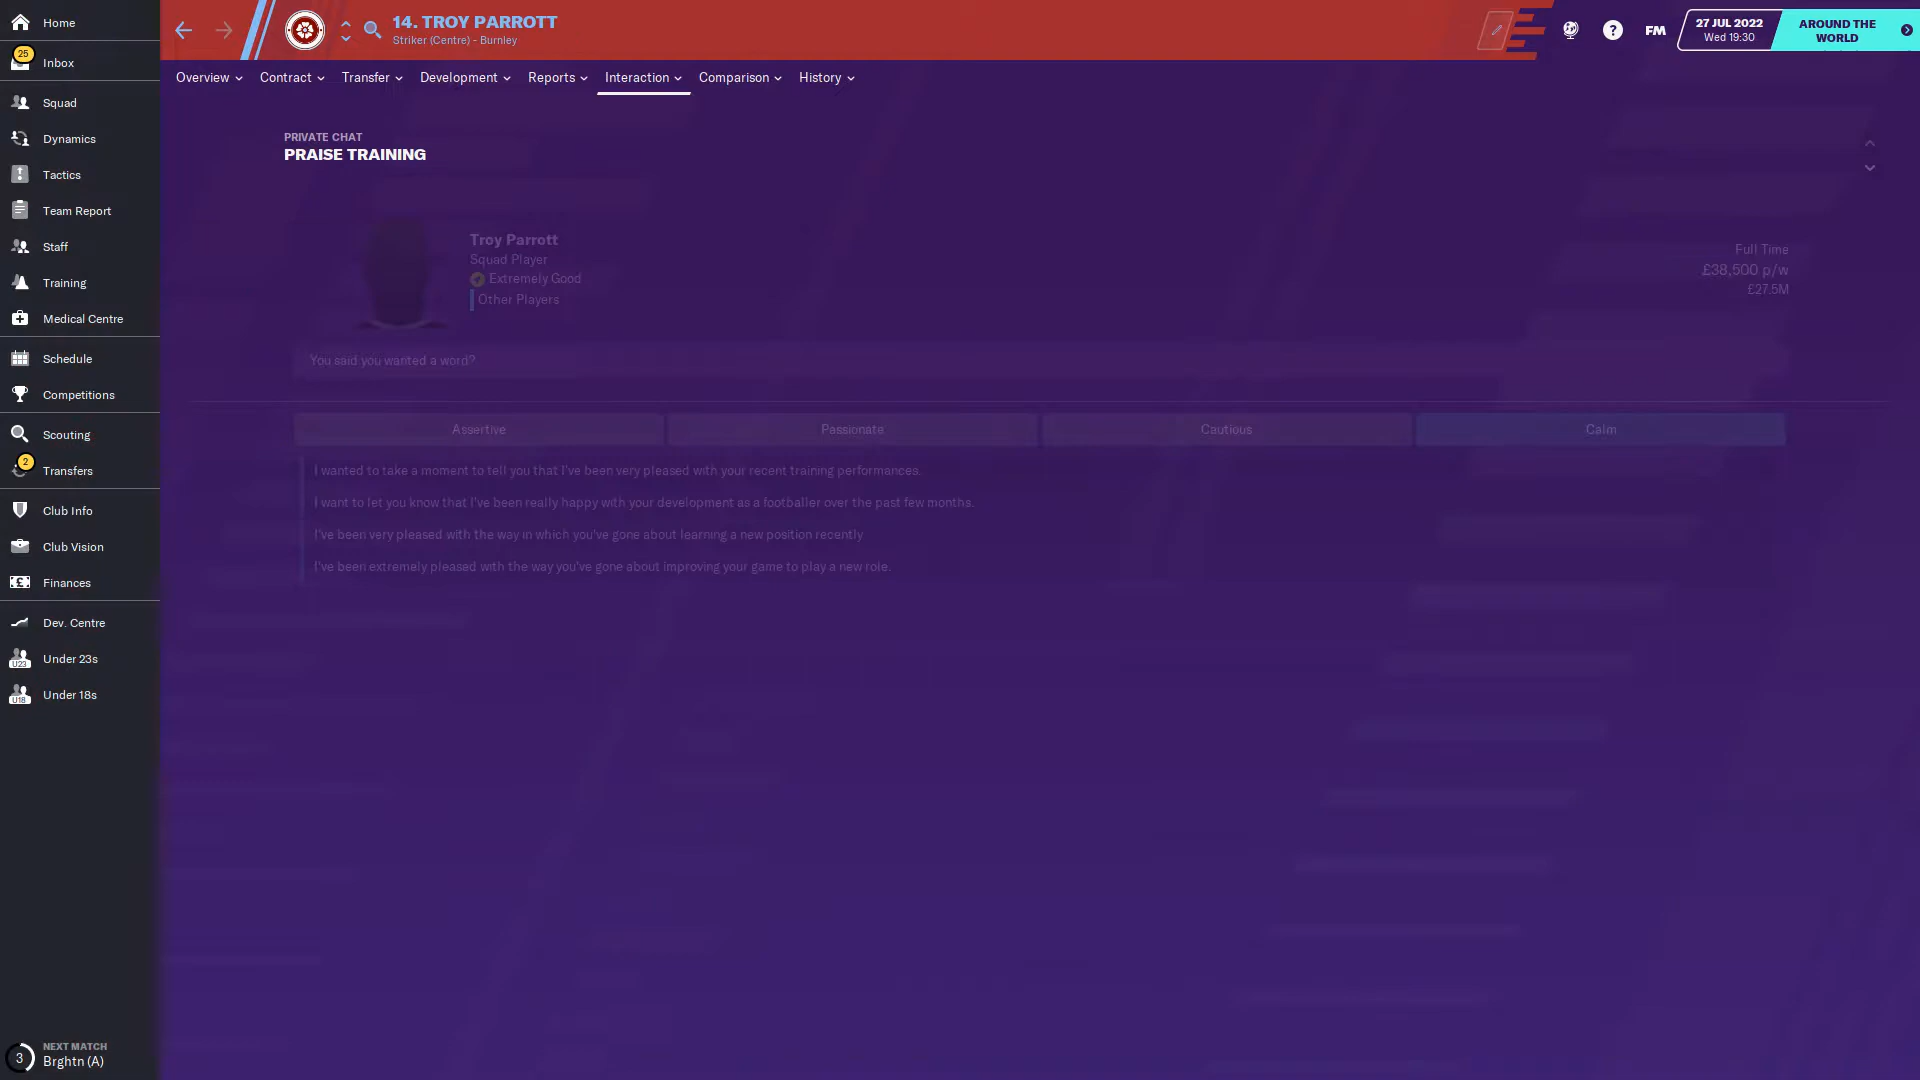 Home
25
Inbox
Squad
Dynamics
Tactics
Team Report
Staff
Training
Medical Centre
Schedule
Competitions
Scouting
2
Transfers
Club Info
Club Vision
Finances
Dev. Centre
U23
Under 23s
U18
Under 18s
3
NEXT MATCH
Brghtn (A)
14. TROY PARROTT
Striker (Centre) - Burnley
?
FM
27 JUL 2022
Wed 19:30
AROUND THE
WORLD
Overview
Contract
Transfer
Development
Reports
Interaction
Comparison
History
PRIVATE CHAT
PRAISE TRAINING
Troy Parrott
Squad Player
Extremely Good
Other Players
Full Time
£38,500 p/w
£27.5M
You said you wanted a word?
Assertive
Passionate
Cautious
Calm
I wanted to take a moment to tell you that I've been very pleased with your recent training performances.
I want to let you know that I've been really happy with your development as a footballer over the past few months.
I've been very pleased with the way in which you've gone about learning a new position recently
I've been extremely pleased with the way you've gone about improving your game to play a new role.